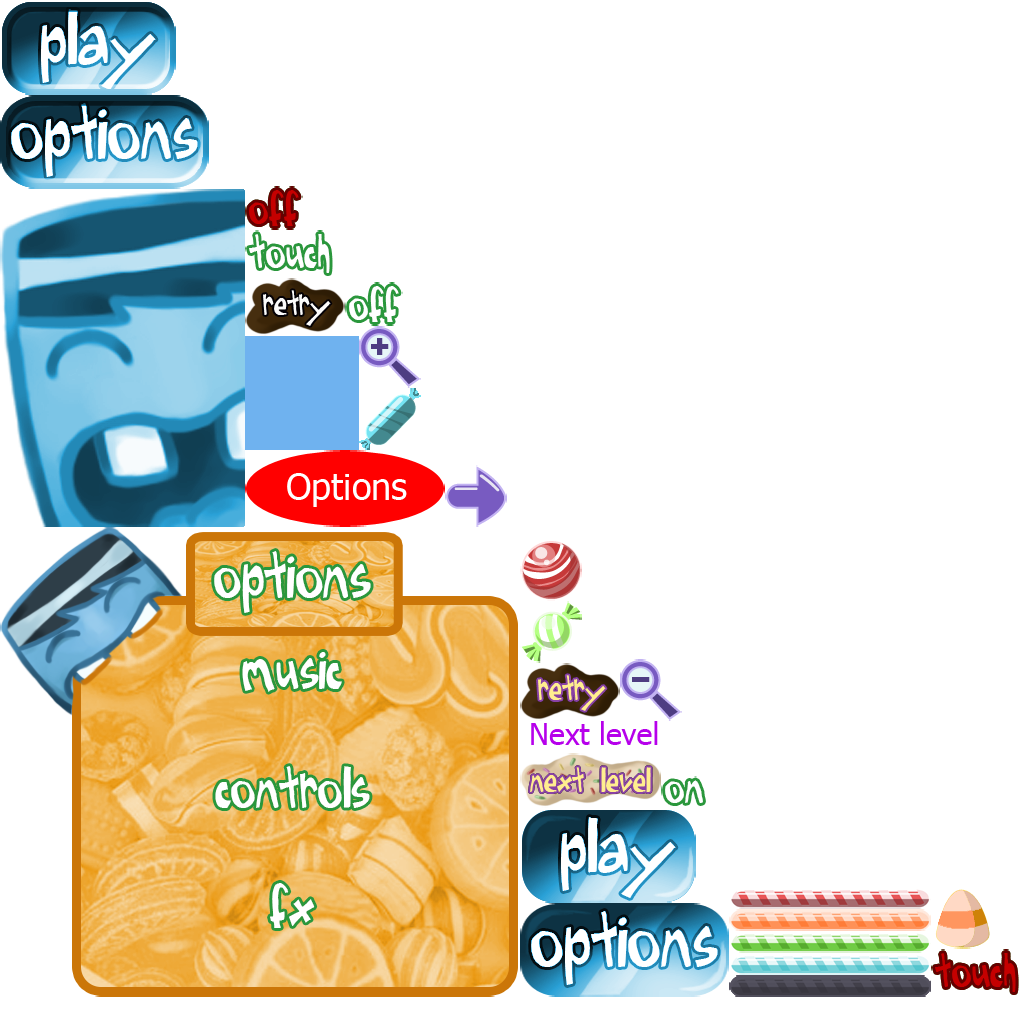 play
options
off
touch
retry
off
Options
options
music
controls
fx
retry
Next level
next level
on
play
options
touch